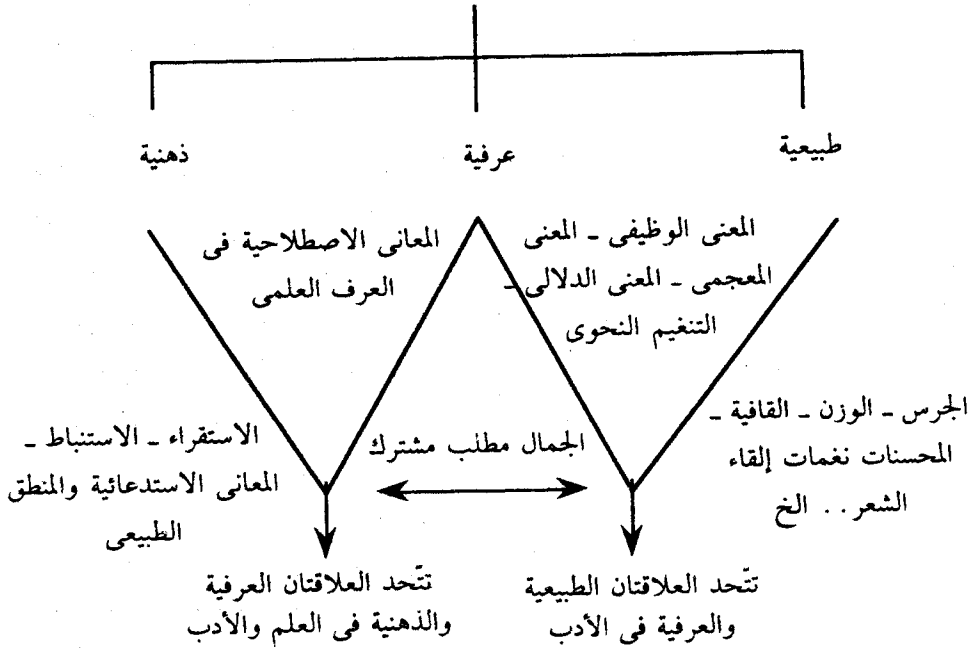 طبيعية
عرفية
ذهنية
المعنى الوظيفى ـ المعنى
المعجمى ـ المعنى الدلالى ـ
التنغيم النحوى
المعانى الاصطلاحية فى
العرف العلمى
الجرس ـ الوزن ـ القافية ـ
المحسنات نغمات إلقاء
الشعر . . الخ
الجمال مطلب مشترك
الاستقراء ـ الاستنباط ـ
المعانى الاستدعائية والمنطق
الطبيعى
تتّحد العلاقتان الطبيعية
والعرفية فى الأدب
تتّحد العلاقتان العرفية
والذهنية فى العلم والأدب